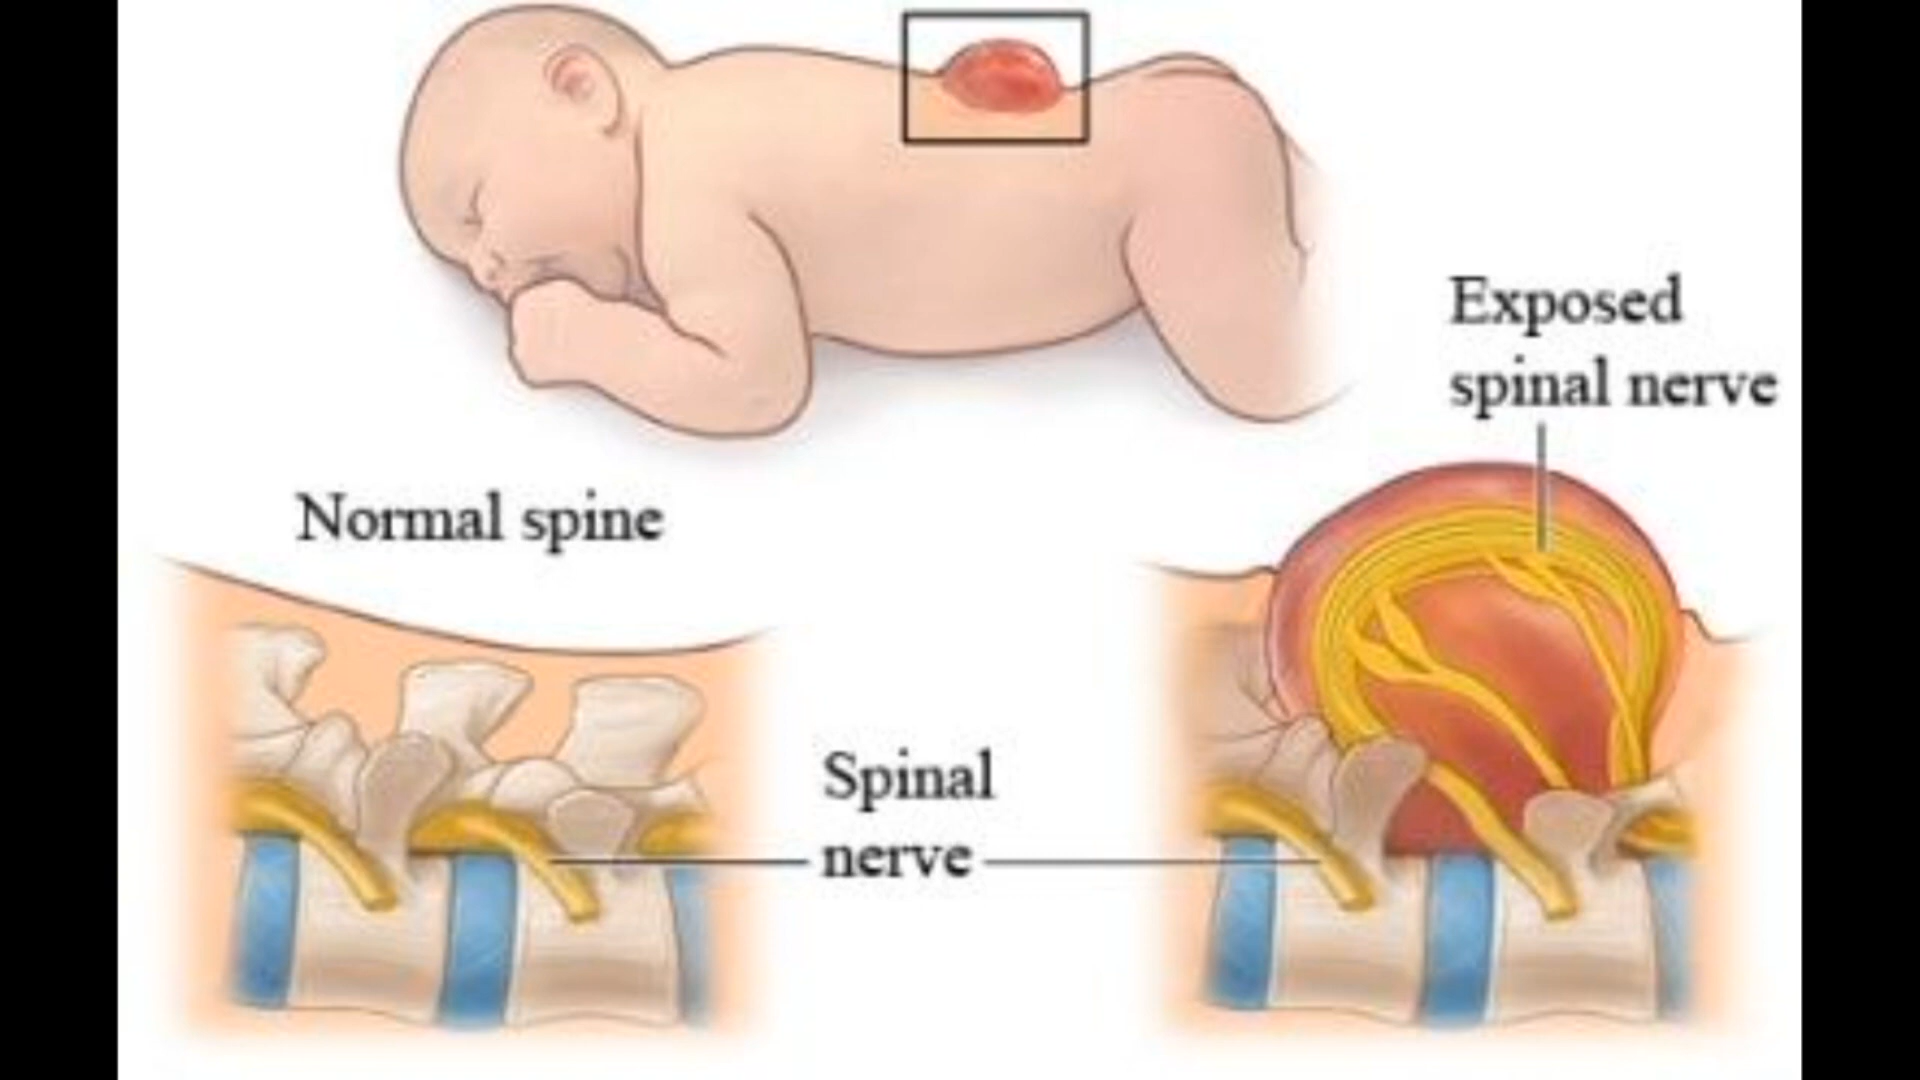 Exposed
spinal nerve
Normal spine
Spinal
nerve